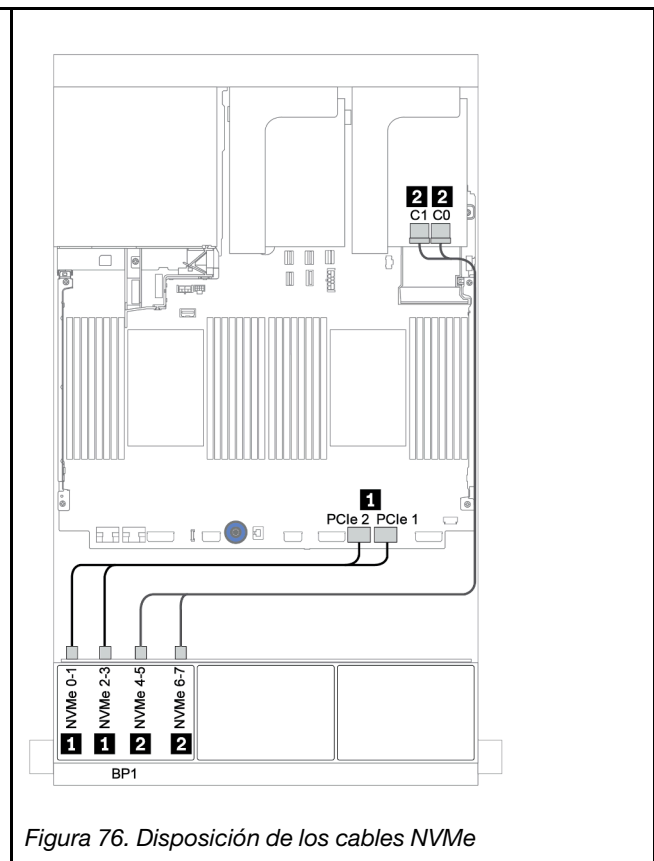 2 2
C1 C0
1
PCIe 2 PCIe 1
NVMe 0-1
NVMe 2-3
NVMe 4-5
NVMe 6-7
1 1 2 2
BP1
Figura 76. Disposición de los cables NVMe